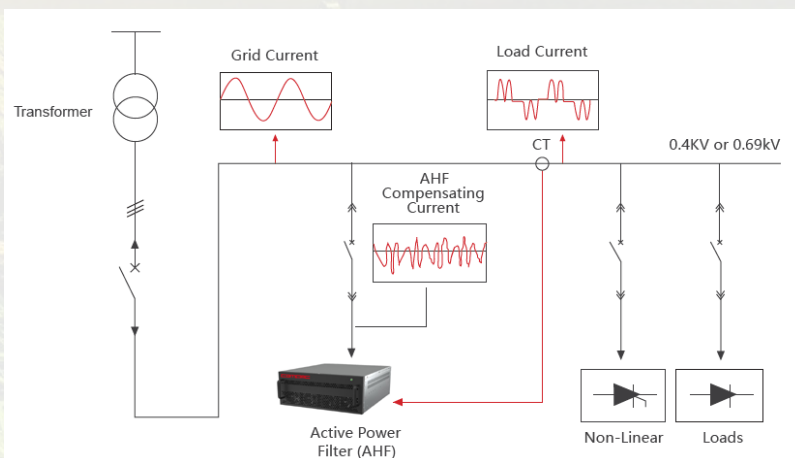 Grid Current
Load Current
Transformer
CT
0.4KV or 0.69kV
AHF
Compensating
Current
Active Power
Filter (AHF)
Non-Linear
Loads